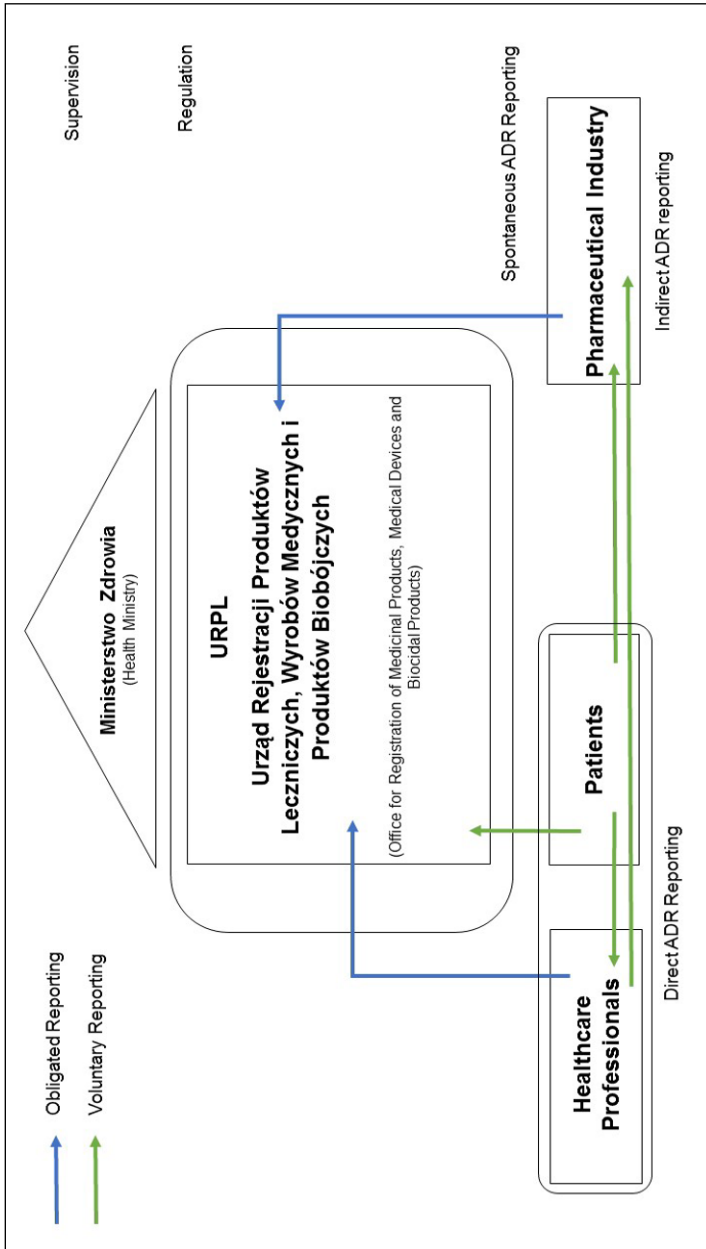 Obligated Reporting
Voluntary Reporting
Supervision
Ministerstwo Zdrowia
(Health Ministry)
Regulation
URPL
Urząd Rejestracji Produktów
Leczniczych, Wyrobów Medycznych i
Produktów Biobójczych
(Office for Registration of Medicinal Products, Medical Devices and
Biocidal Products)
Spontaneous ADR Reporting
Healthcare
Professionals
Patients
Pharmaceutical Industry
Direct ADR Reporting
Indirect ADR reporting